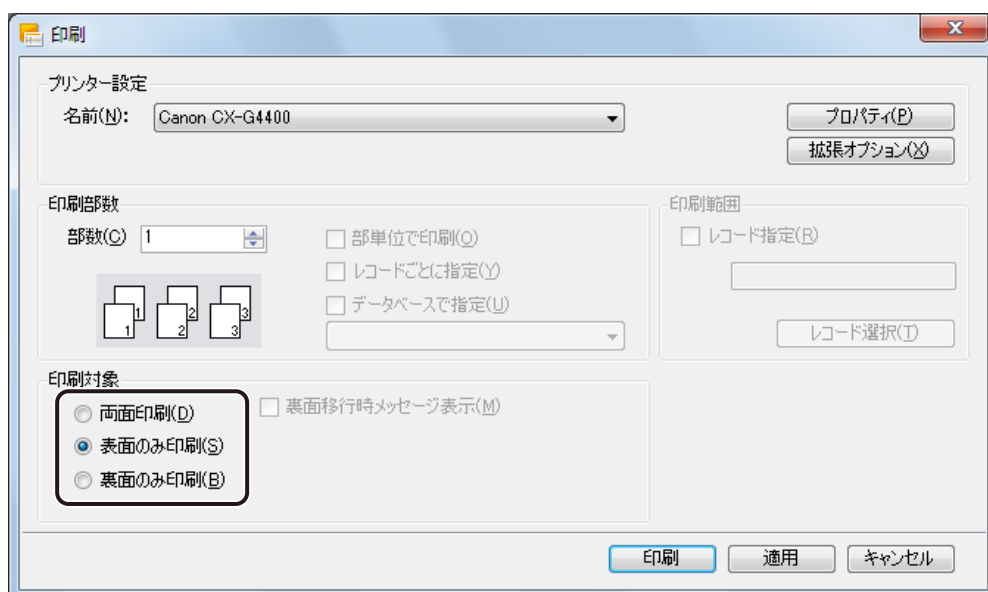 印刷
プリンター設定
名前(N): Canon CX-G4400
プロパティ(P)
拡張オプション(X)
印刷部数
部数(C) 1
1 1 2 2 3 3
部単位で印刷(O)
レコードごとに指定(Y)
データベースで指定(U)
印刷範囲
レコード指定(R)
レコード選択(T)
印刷対象
両面印刷(D)
裏面移行時メッセージ表示(M)
表面のみ印刷(S)
裏面のみ印刷(B)
印刷 適用 キャンセル